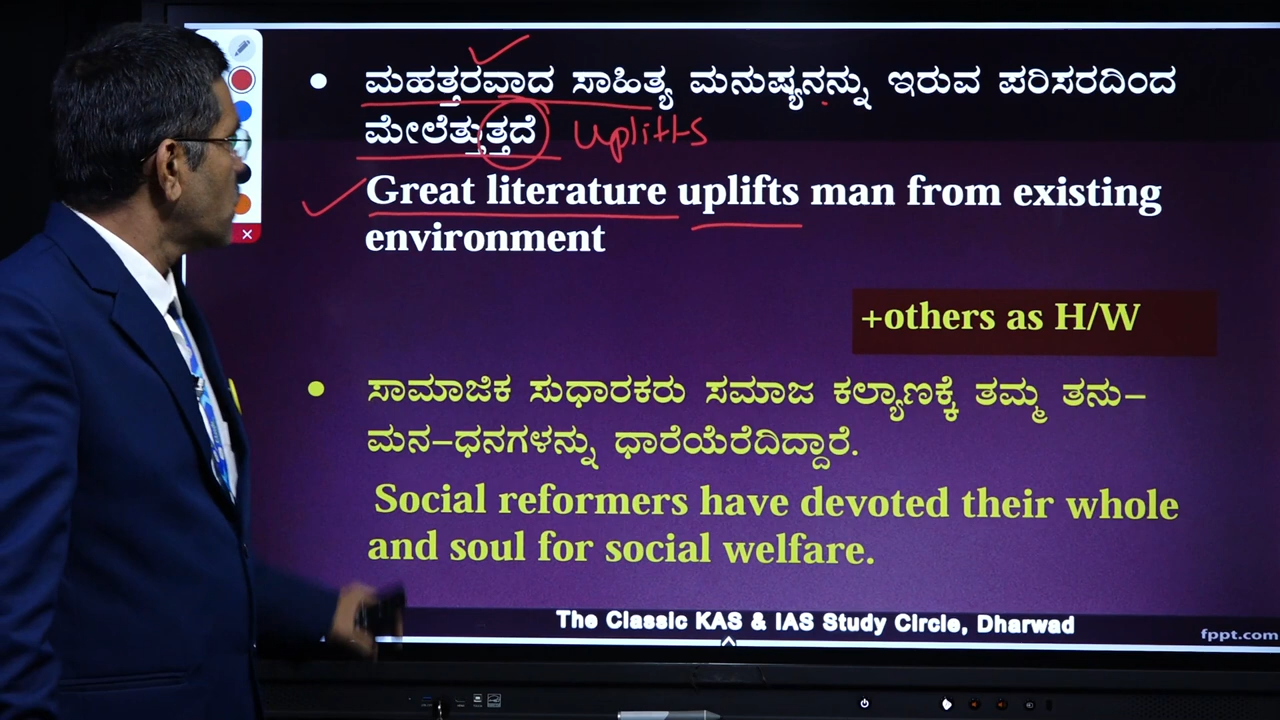 ಮಹತ್ತರವಾದ ಸಾಹಿತ್ಯ ಮನುಷ್ಯನನ್ನು ಇರುವ ಪರಿಸರದಿಂದ
ಮೇಲೆತ್ತುತ್ತದೆ uplifts
Great literature uplifts man from existing
environment
+others as H/W
ಸಾಮಾಜಿಕ ಸುಧಾರಕರು ಸಮಾಜ ಕಲ್ಯಾಣಕ್ಕೆ ತಮ್ಮ ತನು–
ಮನ–ಧನಗಳನ್ನು ಧಾರೆಯೆರೆದಿದ್ದಾರೆ.
Social reformers have devoted their whole
and soul for social welfare.
The Classic KAS & IAS Study Circle, Dharwad
fppt.com